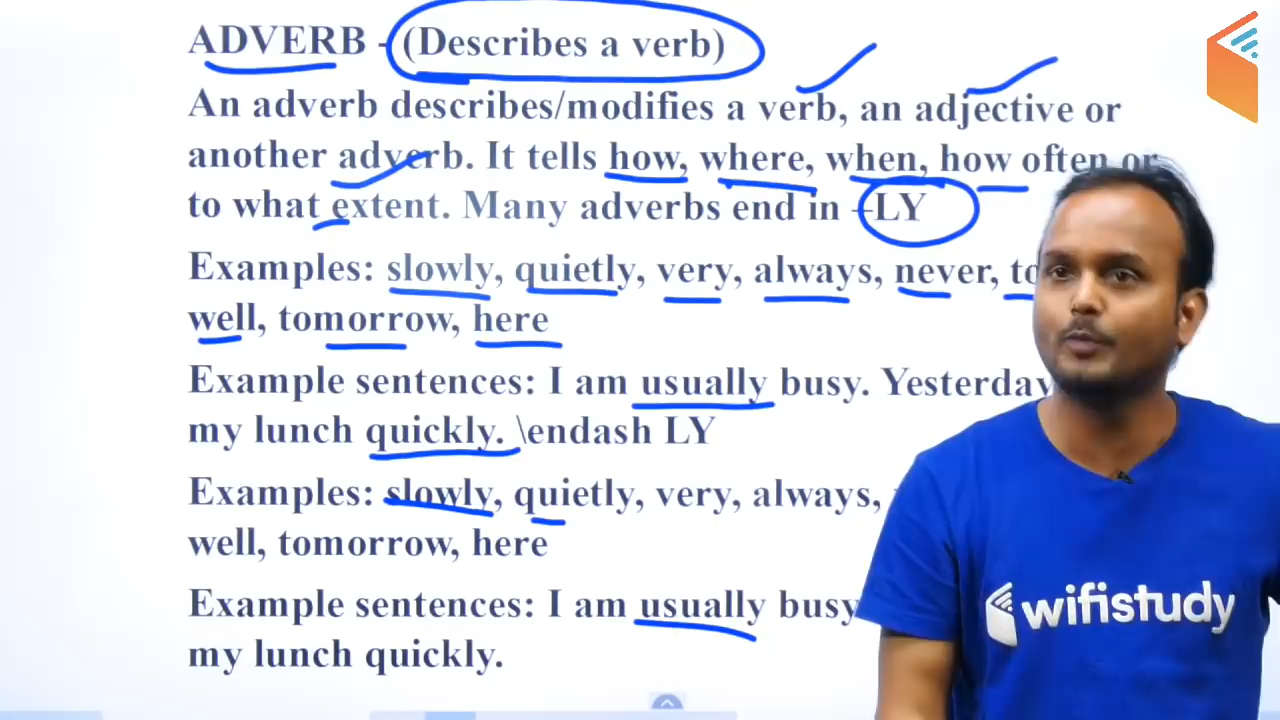 ADVERB - (Describes a verb)
An adverb describes/modifies a verb, an adjective or
another adverb. It tells how, where, when, how often or
to what extent. Many adverbs end in –LY
Examples: slowly, quietly, very, always, never,
well, tomorrow, here
Example sentences: I am usually busy. Yesterday
my lunch quickly. \endash LY
Examples: slowly, quietly, very, always,
well, tomorrow, here
Example sentences: I am usually busy
my lunch quickly.
wifistudy